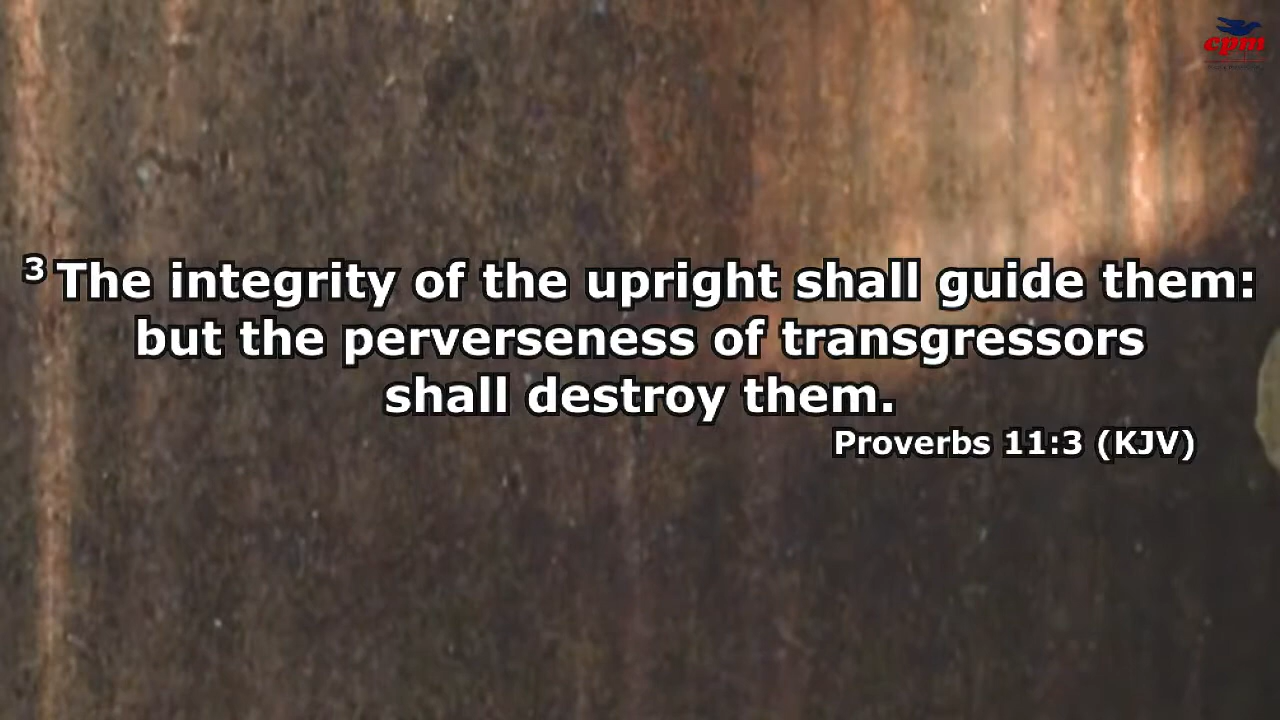 cpm
3 The integrity of the upright shall guide them:
but the perverseness of transgressors
shall destroy them.
Proverbs 11:3 (KJV)